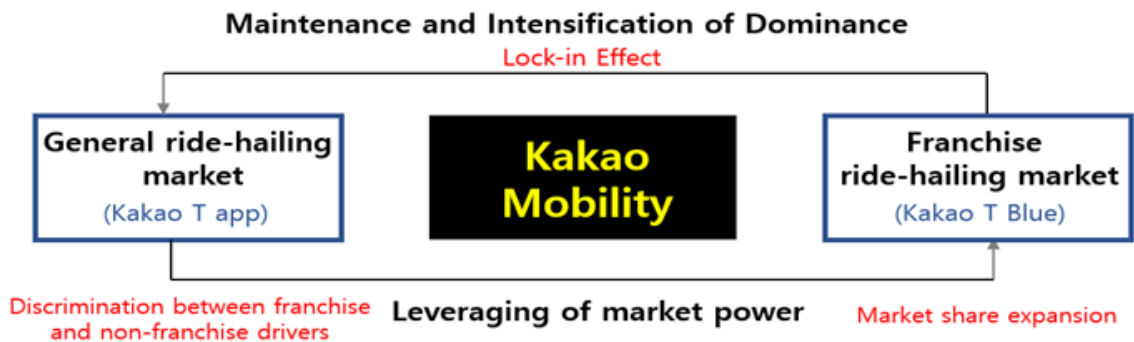 Maintenance and Intensification of Dominance
Lock-in Effect
General ride-hailing
market
(Kakao T app)
Kakao
Mobility
Franchise
ride-hailing market
(Kakao T Blue)
Discrimination between franchise
and non-franchise drivers
Leveraging of market power
Market share expansion